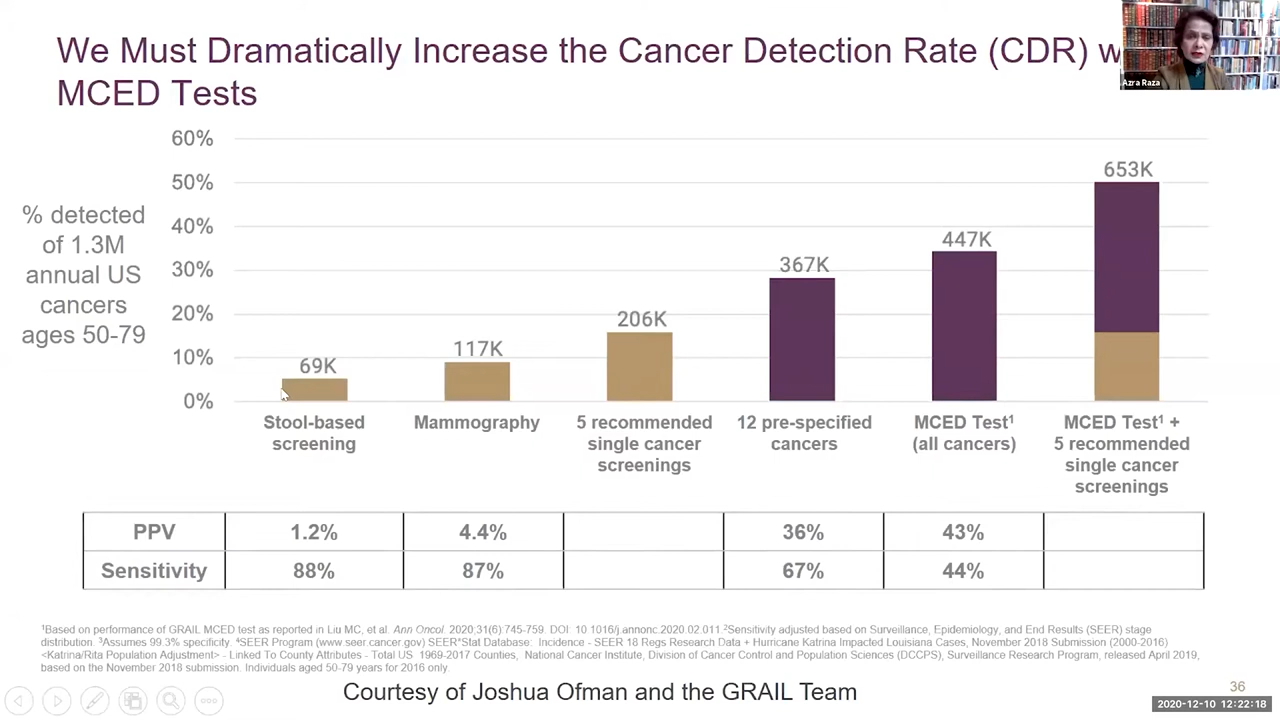 We Must Dramatically Increase the Cancer Detection Rate (CDR) w
MCED Tests
Azra Raza
% detected
of 1.3M
annual US
cancers
ages 50-79
60%
50%
40%
30%
20%
10%
0%
69K
117K
206K
367K
447K
653K
Stool-based
screening
Mammography
5 recommended
single cancer
screenings
12 pre-specified
cancers
MCED Test¹
(all cancers)
MCED Test¹ +
5 recommended
single cancer
screenings
PPV 1.2% 4.4% 36% 43%
Sensitivity 88% 87% 67% 44%
¹Based on performance of GRAIL MCED test as reported in Liu MC, et al. Ann Oncol. 2020;31(6):745-759. DOI: 10 1016/j annonc.2020.02.011 ²Sensitivity adjusted based on Surveillance, Epidemiology, and End Results (SEER) stage
distribution. ³Assumes 99.3% specificity. ⁴SEER Program (www.seer.cancer.gov) SEER*Stat Database: Incidence - SEER 18 Regs Research Data + Hurricane Katrina Impacted Louisiana Cases, November 2018 Submission (2000-2016)
<Katrina/Rita Population Adjustment> - Linked To County Attributes - Total US 1969-2017 Counties, National Cancer Institute, Division of Cancer Control and Population Sciences (DCCPS), Surveillance Research Program, released April 2019,
based on the November 2018 submission. Individuals aged 50-79 years for 2016 only.
Courtesy of Joshua Ofman and the GRAIL Team
36
2020-12-10 12:22:18